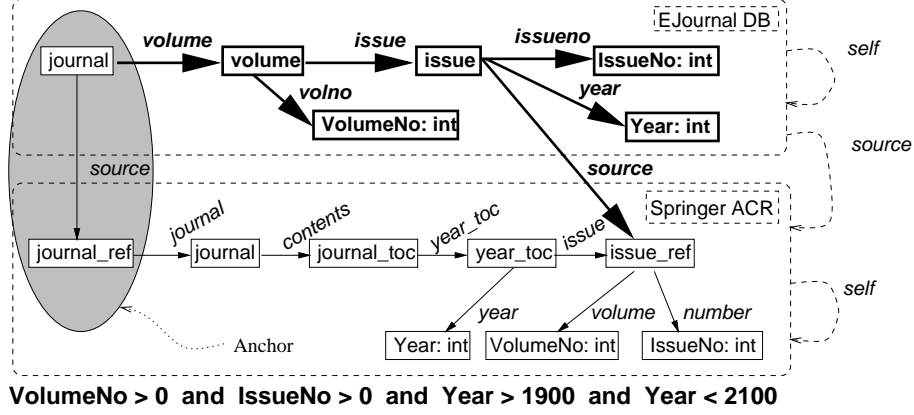 EJournal DB
volume
issue
issueno
self
journal
volume
issue
IssueNo: int
volno
year
VolumeNo: int
Year: int
source
source
source
Springer ACR
journal
contents
year_toc
issue
journal_ref
journal
journal_toc
year_toc
issue_ref
self
year
volume
number
Anchor
Year: int
VolumeNo: int
IssueNo: int
VolumeNo > 0 and IssueNo > 0 and Year > 1900 and Year < 2100